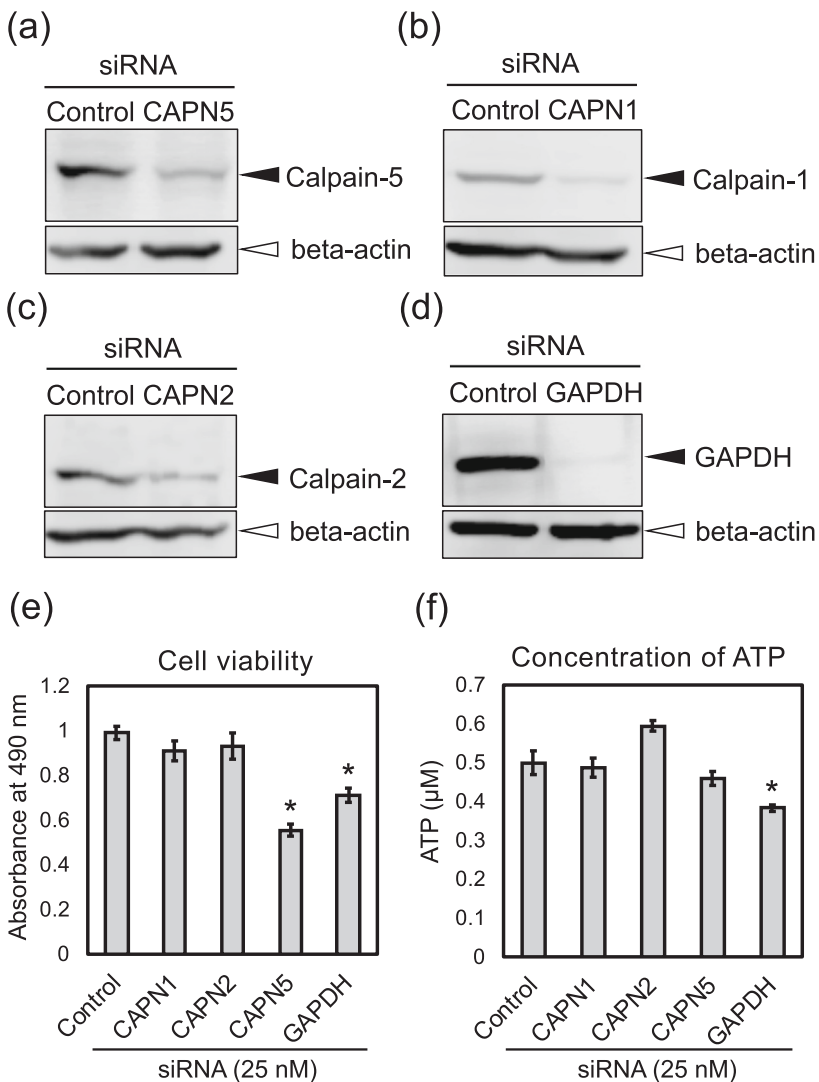 (a)
siRNA
Control CAPN5
Calpain-5
beta-actin
(b)
siRNA
Control CAPN1
Calpain-1
beta-actin
(c)
siRNA
Control CAPN2
Calpain-2
beta-actin
(d)
siRNA
Control GAPDH
GAPDH
beta-actin
(e)
Cell viability
Absorbance at 490 nm
1.2
1
0.8
0.6
0.4
0.2
0
*
*
Control
CAPN1
CAPN2
CAPN5
GAPDH
siRNA (25 nM)
(f)
Concentration of ATP
ATP (μM)
0.7
0.6
0.5
0.4
0.3
0.2
0.1
0
*
Control
CAPN1
CAPN2
CAPN5
GAPDH
siRNA (25 nM)